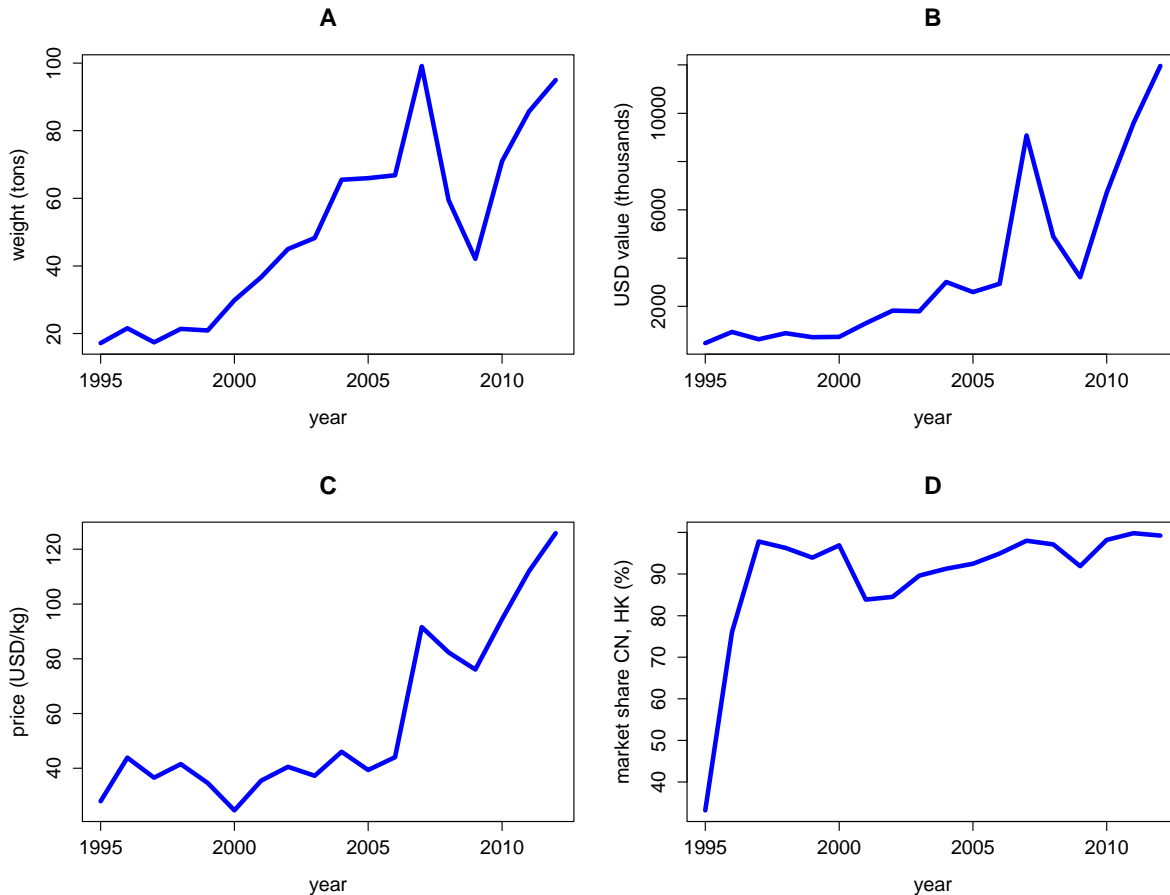 A
weight (tons)
100
80
60
40
20
1995 2000 2005 2010
year
B
USD value (thousands)
10000
6000
2000
1995 2000 2005 2010
year
C
price (USD/kg)
120
100
80
60
40
1995 2000 2005 2010
year
D
market share CN, HK (%)
90
80
70
60
50
40
1995 2000 2005 2010
year